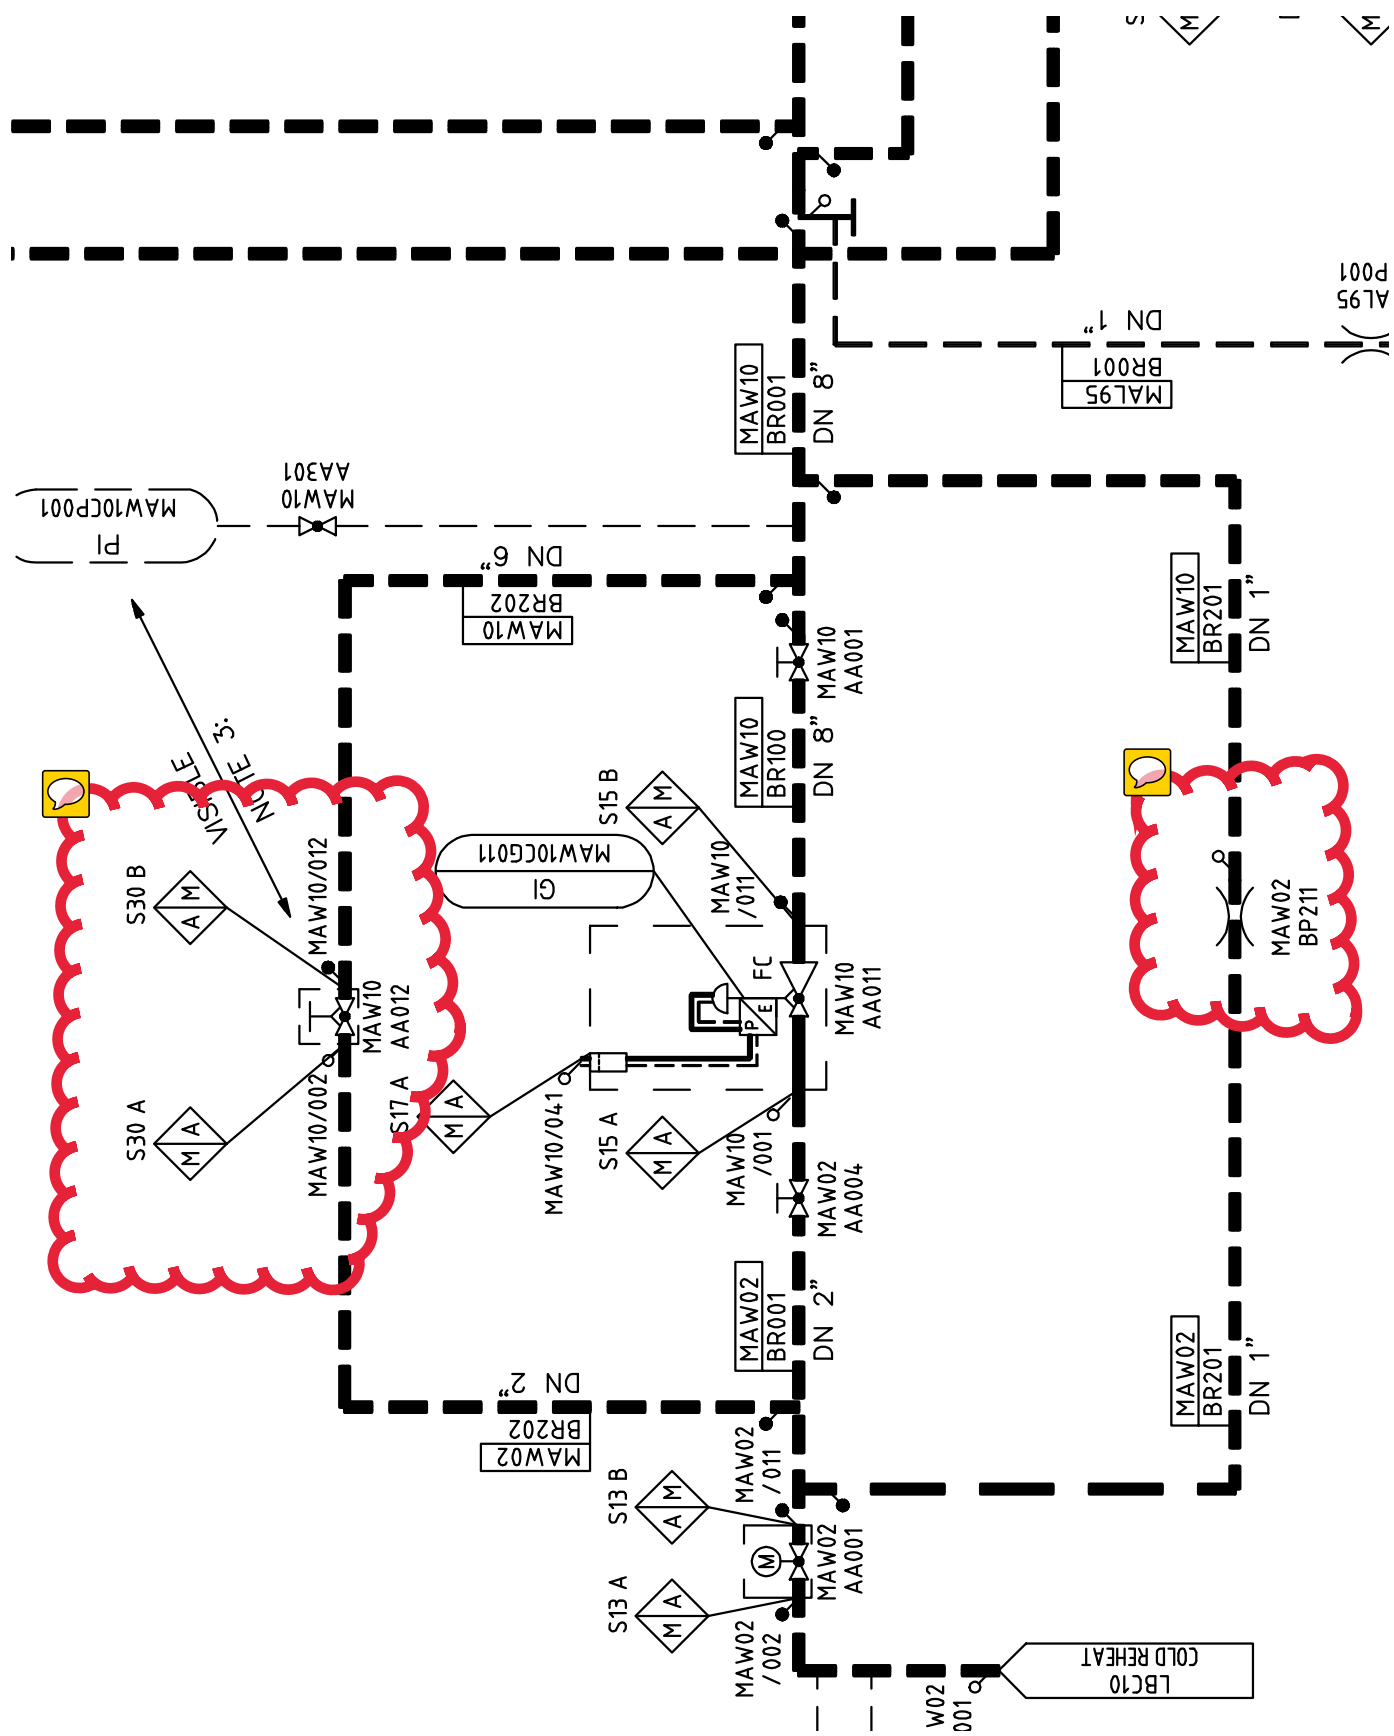 S
M
M
P001
AL95
DN 1"
BR001
MAL95
MAW10
BR001
DN 8"
MAW10
AA301
MAW10CP001
PI
DN 6"
BR202
MAW10
MAW10
AA001
MAW10
BR201
DN 1"
NOTE 3:
VISIBLE
MAW10
BR100
DN 8"
S15 B
A M
MAW10CG011
GI
MAW10
/011
S30 B
A M
MAW10/012
MAW10
AA012
MAW10/002
S30 A
M A
FC
MAW10
AA011
P
E
S17 A
M A
MAW10/041
S15 A
M A
MAW10
/001
MAW02
AA004
MAW02
BP211
MAW02
BR001
DN 2"
MAW02
BR201
DN 1"
DN 2"
BR202
MAW02
S13 B
A M
MAW02
/011
M
MAW02
AA001
S13 A
M A
MAW02
/002
W02
001
LBC10
COLD REHEAT